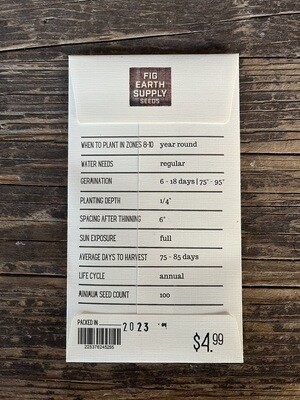 FIG
EARTH
SUPPLY
SEEDS
WHEN TO PLANT IN ZONES 8-10 year round
WATER NEEDS regular
GERMINATION 6 - 18 days | 75° - 95°
PLANTING DEPTH 1/4"
SPACING AFTER THINNING 6"
SUN EXPOSURE full
AVERAGE DAYS TO HARVEST 75 - 85 days
LIFE CYCLE annual
MINIMUM SEED COUNT 100
PACKED IN 2023
$4.99